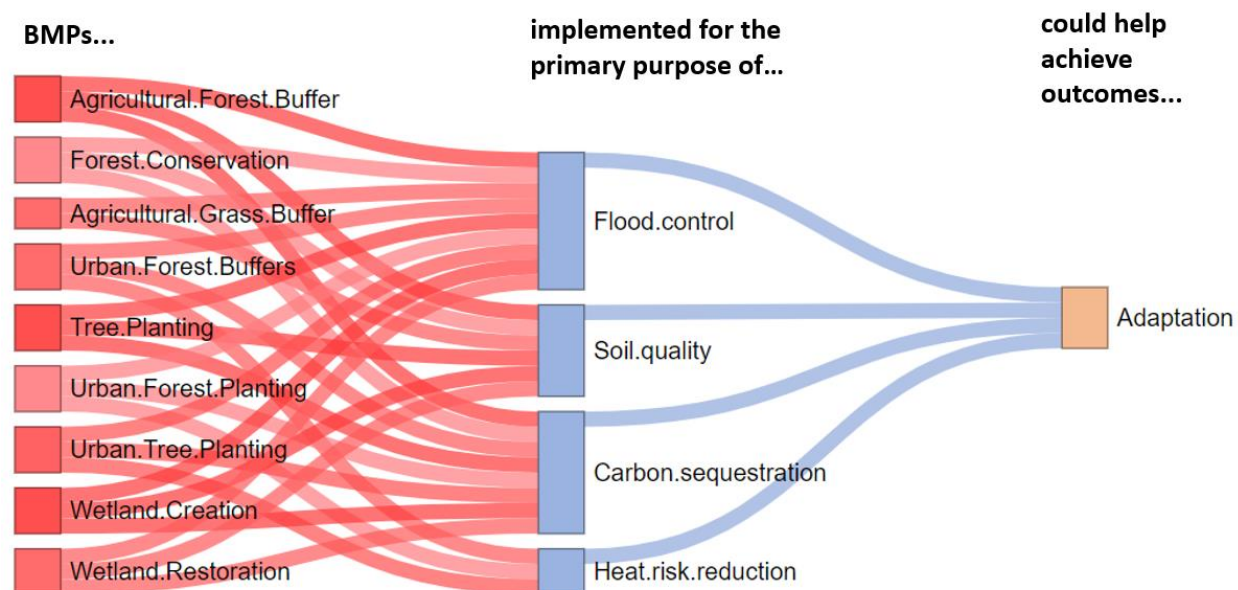 BMPs...
implemented for the
primary purpose of...
could help
achieve
outcomes...
Agricultural.Forest.Buffer
Forest.Conservation
Agricultural.Grass.Buffer
Urban.Forest.Buffers
Tree.Planting
Urban.Forest.Planting
Urban.Tree.Planting
Wetland.Creation
Wetland.Restoration
Flood.control
Soil.quality
Carbon.sequestration
Heat.risk.reduction
Adaptation